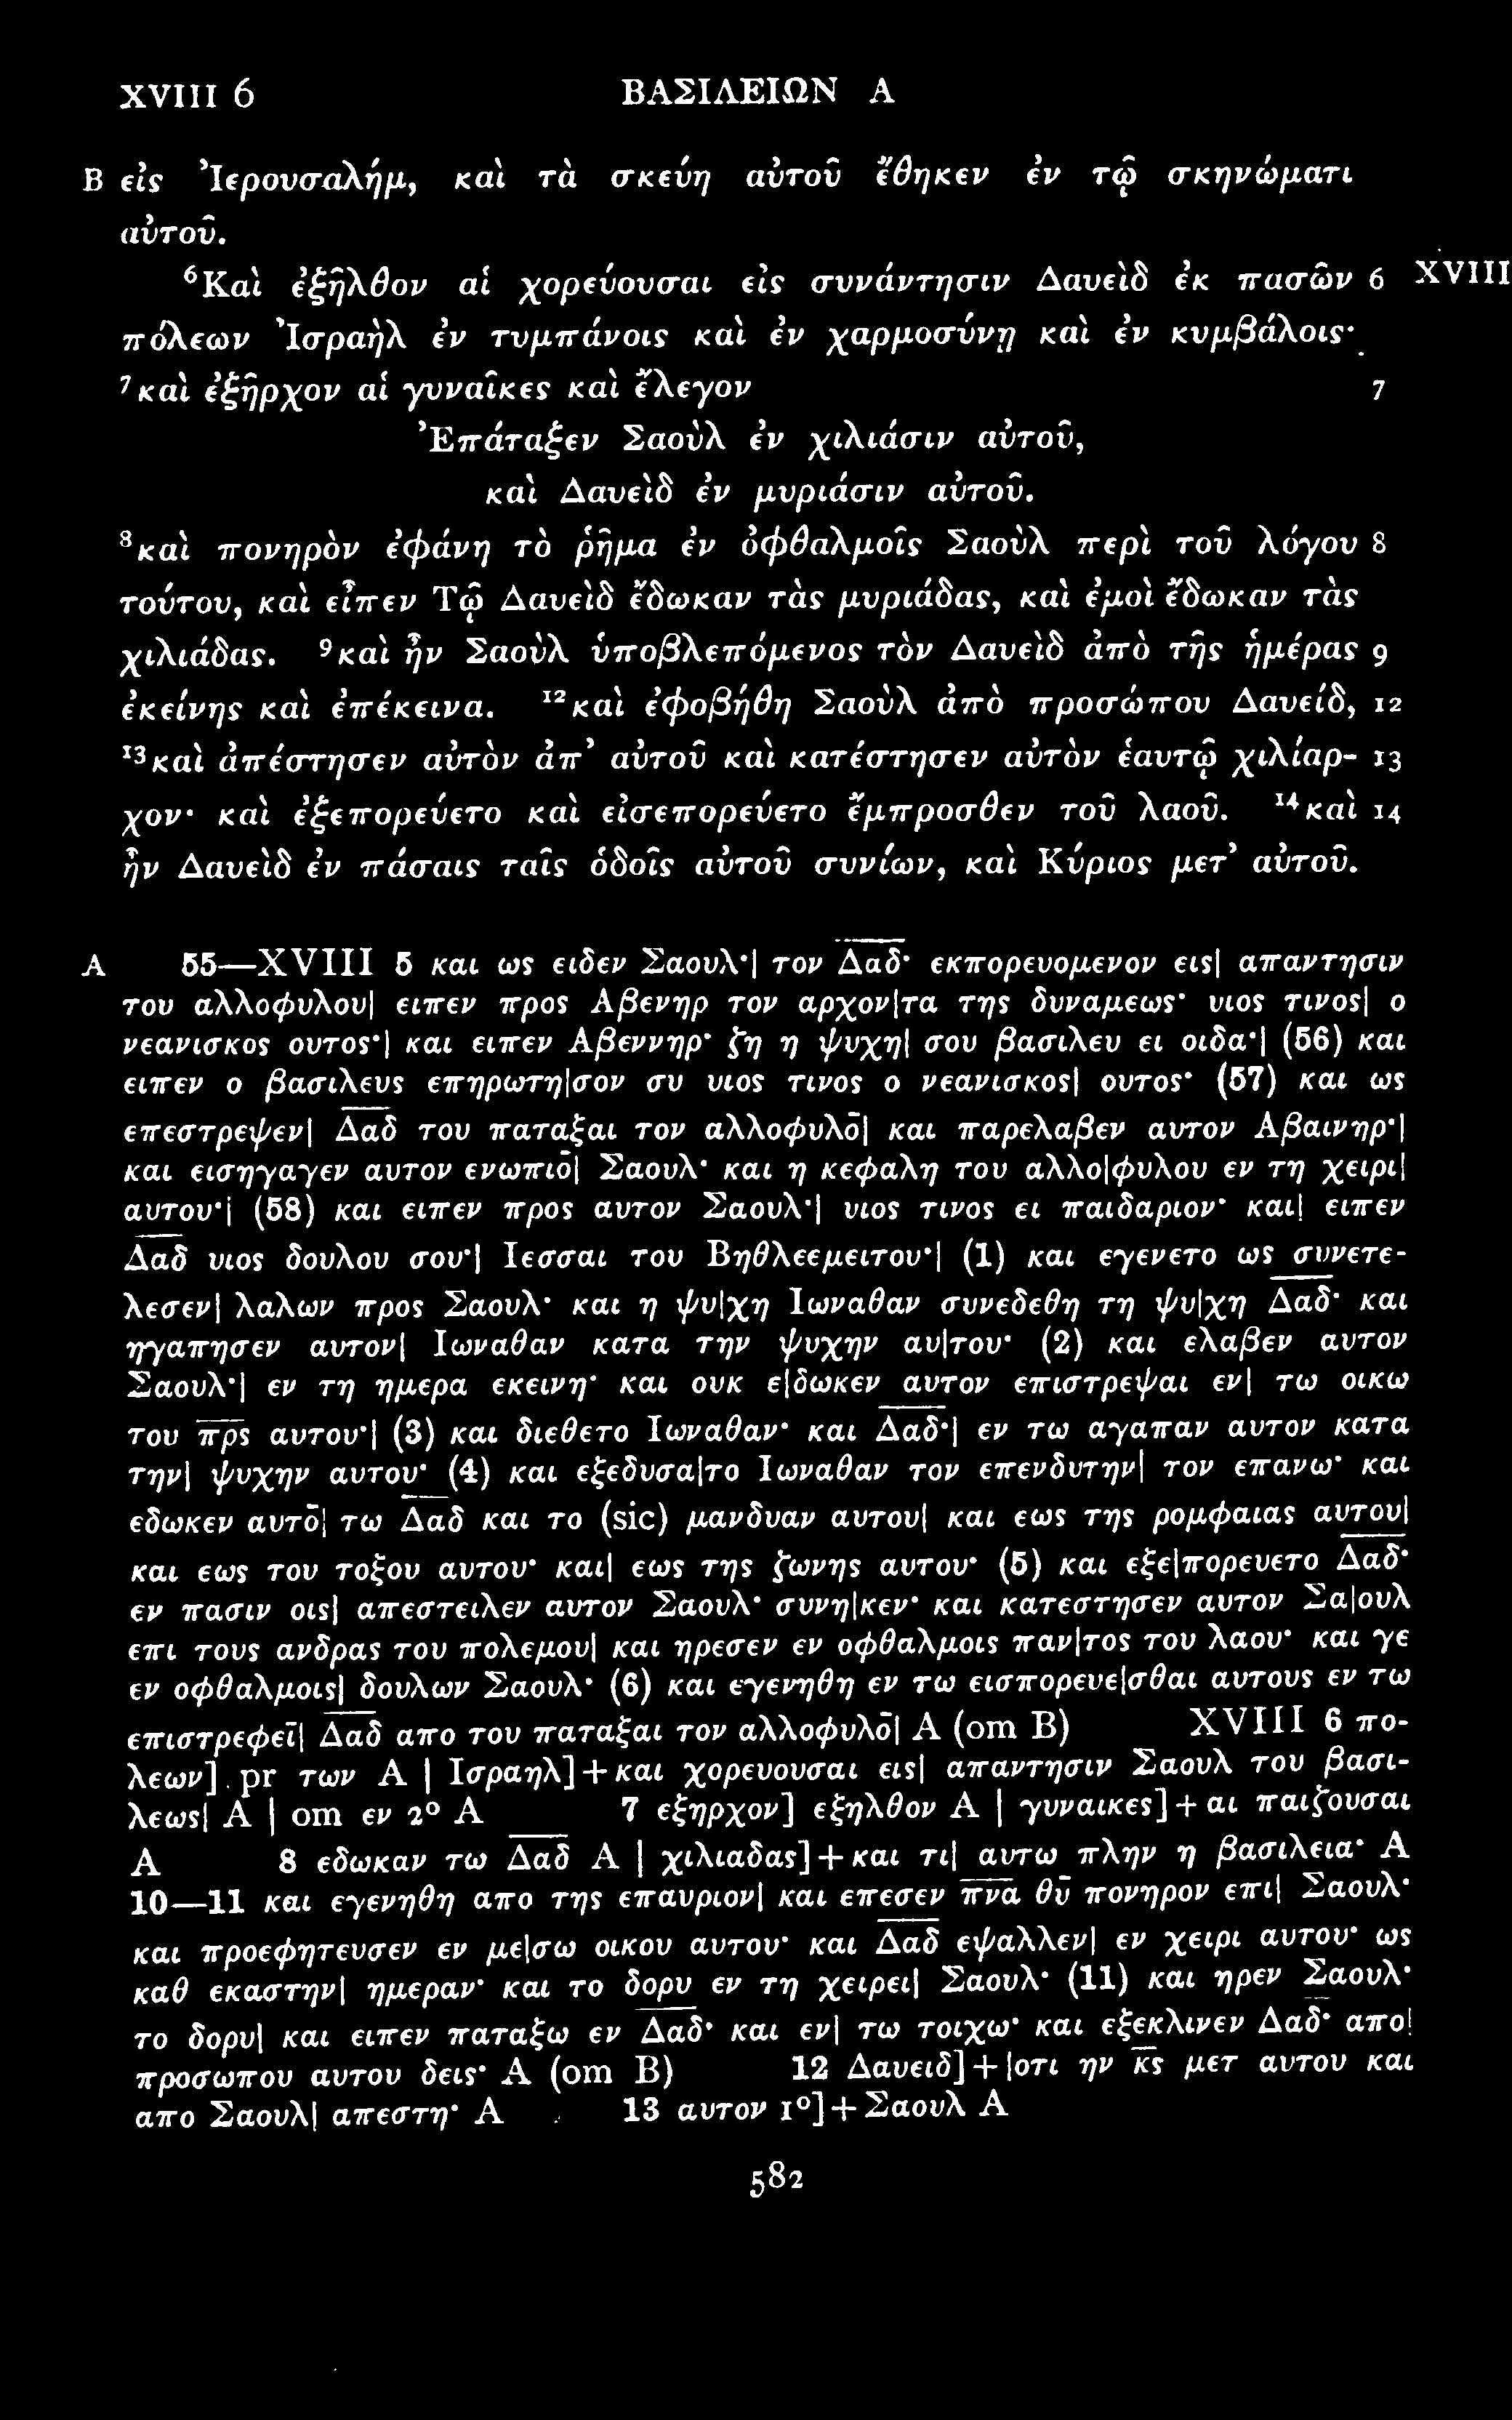 XVIII 6 ΒΑΣΙΛΕΙΩΝ Α
B εἰς Ἰερουσαλήμ, καὶ τὰ σκεύη αὐτοῦ ἔθηκεν ἐν τῷ σκηνώματι
αὐτοῦ.
⁶Καὶ ἐξῆλθον αἱ χορεύουσαι εἰς συνάντησιν Δαυεὶδ ἐκ πασῶν 6 XVIII
πόλεων Ἰσραὴλ ἐν τυμπάνοις καὶ ἐν χαρμοσύνῃ καὶ ἐν κυμβάλοις·
⁷καὶ ἐξῆρχον αἱ γυναῖκες καὶ ἔλεγον 7
Ἐπάταξεν Σαοὺλ ἐν χιλιάσιν αὐτοῦ,
καὶ Δαυεὶδ ἐν μυριάσιν αὐτοῦ.
⁸καὶ πονηρὸν ἐφάνη τὸ ῥῆμα ἐν ὀφθαλμοῖς Σαοὺλ περὶ τοῦ λόγου 8
τούτου, καὶ εἶπεν Τῷ Δαυεὶδ ἔδωκαν τὰς μυριάδας, καὶ ἐμοὶ ἔδωκαν τὰς
χιλιάδας. ⁹καὶ ἦν Σαοὺλ ὑποβλεπόμενος τὸν Δαυεὶδ ἀπὸ τῆς ἡμέρας 9
ἐκείνης καὶ ἐπέκεινα. ¹²καὶ ἐφοβήθη Σαοὺλ ἀπὸ προσώπου Δαυείδ, 12
¹³καὶ ἀπέστησεν αὐτὸν ἀπ’ αὐτοῦ καὶ κατέστησεν αὐτὸν ἑαυτῷ χιλίαρ- 13
χον· καὶ ἐξεπορεύετο καὶ εἰσεπορεύετο ἔμπροσθεν τοῦ λαοῦ. ¹⁴καὶ 14
ἦν Δαυεὶδ ἐν πάσαις ταῖς ὁδοῖς αὐτοῦ συνίων, καὶ Κύριος μετ’ αὐτοῦ.
A 55—XVIII 5 και ως ειδεν Σαουλ·| τον Δ̅α̅δ̅· εκπορευομενον εις| απαντησιν
του αλλοφυλου| ειπεν προς Αβενηρ τον αρχον|τα της δυναμεως· υιος τινος| ο
νεανισκος ουτος·| και ειπεν Αβεννηρ· ζη η ψυχη| σου βασιλευ ει οιδα·| (56) και
ειπεν ο βασιλευς επηρωτη|σον συ υιος τινος ο νεανισκος| ουτος· (57) και ως
επεστρεψεν| Δ̅α̅δ̅ του παταξαι τον αλλοφυλο̅| και παρελαβεν αυτον Αβαινηρ·|
και εισηγαγεν αυτον ενωπιο̅| Σαουλ· και η κεφαλη του αλλο|φυλου εν τη χειρι|
αυτου·| (58) και ειπεν προς αυτον Σαουλ·| υιος τινος ει παιδαριον· και| ειπεν
Δ̅α̅δ̅ υιος δουλου σου·| Ιεσσαι του Βηθλεεμειτου·| (1) και εγενετο ως συνετε-
λεσεν| λαλων προς Σαουλ· και η ψυ|χη Ιωναθαν συνεδεθη τη ψυ|χη Δ̅α̅δ̅· και
ηγαπησεν αυτον| Ιωναθαν κατα την ψυχην αυ|του· (2) και ελαβεν αυτον
Σαουλ·| εν τη ημερα εκεινη· και ουκ ε|δωκεν αυτον επιστρεψαι εν| τω οικω
του π̅ρ̅ς̅ αυτου·| (3) και διεθετο Ιωναθαν· και Δ̅α̅δ̅·| εν τω αγαπαν αυτον κατα
την| ψυχην αυτου· (4) και εξεδυσα|το Ιωναθαν τον επενδυτην| τον επανω· και
εδωκεν αυτο̅| τω Δ̅α̅δ̅ και το (sic) μανδυαν αυτου| και εως της ρομφαιας αυτου|
και εως του τοξου αυτου· και| εως της ζωνης αυτου· (5) και εξε|πορευετο Δ̅α̅δ̅·
εν πασιν οις| απεστειλεν αυτον Σαουλ· συνη|κεν· και κατεστησεν αυτον Σα|ουλ
επι τους ανδρας του πολεμου| και ηρεσεν εν οφθαλμοις παν|τος του λαου· και γε
εν οφθαλμοις| δουλων Σαουλ· (6) και εγενηθη εν τω εισπορευε|σθαι αυτους εν τω
επιστρεφει̅| Δ̅α̅δ̅ απο του παταξαι τον αλλοφυλο̅| A (om B) XVIII 6 πο-
λεων] pr των A | Ισραηλ]+και χορευουσαι εις| απαντησιν Σαουλ του βασι-
λεως| A | om εν 2° A 7 εξηρχον] εξηλθον A | γυναικες]+αι παιζουσαι
A 8 εδωκαν τω Δ̅α̅δ̅ A | χιλιαδας]+και τι| αυτω πλην η βασιλεια· A
10—11 και εγενηθη απο της επαυριον| και επεσεν π̅ν̅α̅ θ̅υ̅ πονηρον επι| Σαουλ·
και προεφητευσεν εν με|σω οικου αυτου· και Δ̅α̅δ̅ εψαλλεν| εν χειρι αυτου· ως
καθ εκαστην| ημεραν· και το δορυ εν τη χειρει| Σαουλ· (11) και ηρεν Σαουλ·
το δορυ| και ειπεν παταξω εν Δ̅α̅δ̅· και εν| τω τοιχω· και εξεκλινεν Δ̅α̅δ̅· απο|
προσωπου αυτου δεις· A (om B) 12 Δαυειδ]+|οτι ην κ̅ς̅ μετ αυτου και
απο Σαουλ| απεστη· A 13 αυτον 1°]+Σαουλ A
582